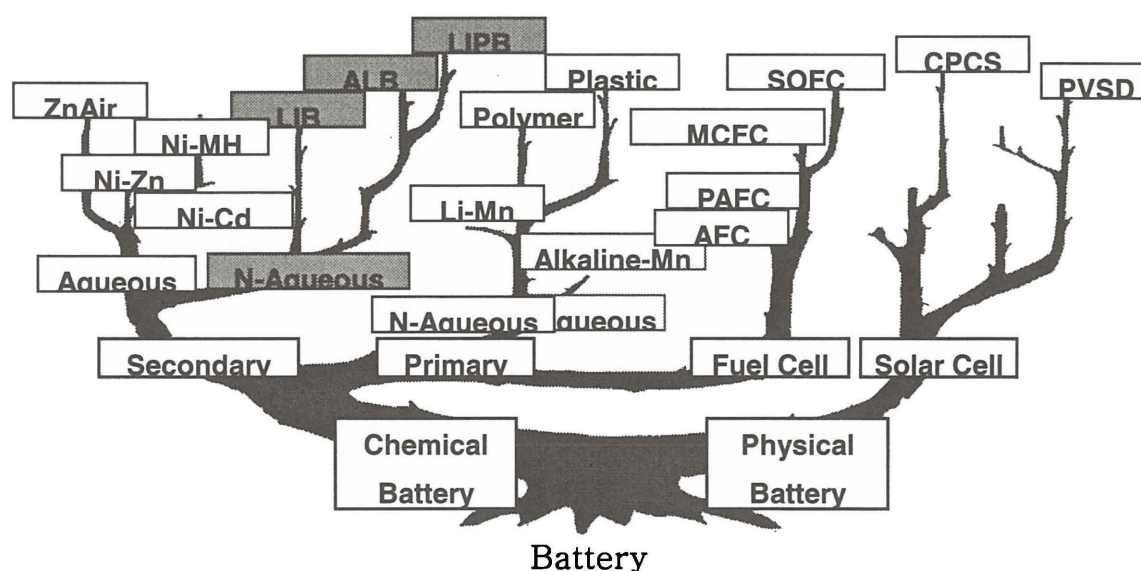 LIPB
ALB
Plastic
SOFC
CPCS
PVSD
ZnAir
LIB
Polymer
MCFC
Ni-MH
Ni-Zn
PAFC
Ni-Cd
Li-Mn
AFC
Alkaline-Mn
Aqueous
N-Aqueous
N-Aqueous
queous
Secondary
Primary
Fuel Cell
Solar Cell
Chemical
Battery
Physical
Battery
Battery